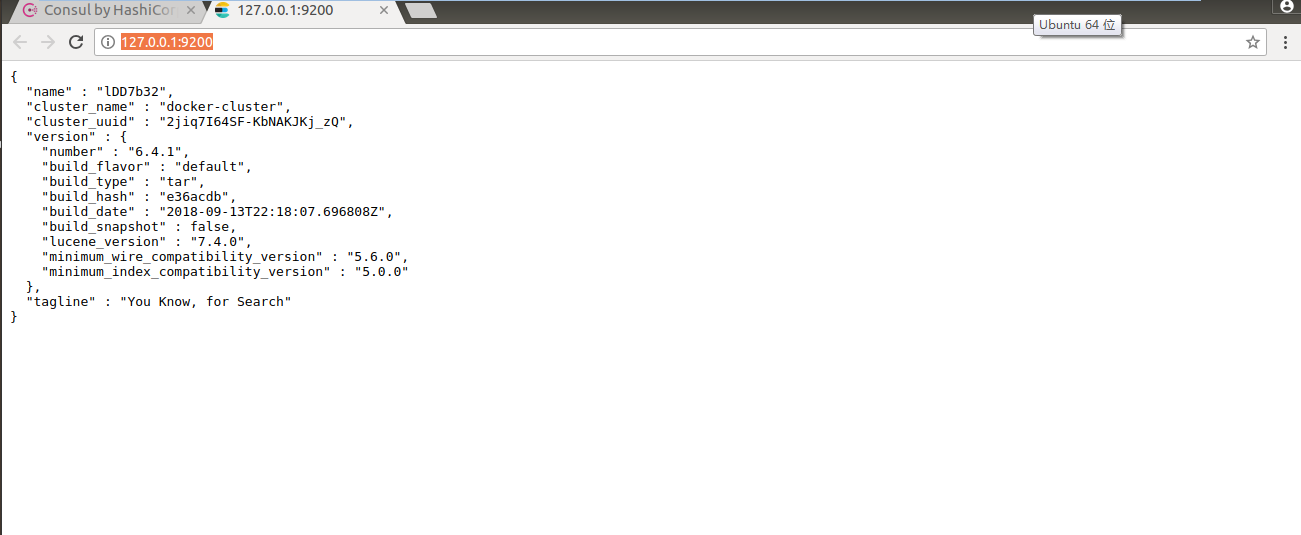 Consul by HashiCor
127.0.0.1:9200
Ubuntu 64 位
127.0.0.1:9200
{
"name" : "lDD7b32",
"cluster_name" : "docker-cluster",
"cluster_uuid" : "2jiq7I64SF-KbNAKJKj_zQ",
"version" : {
"number" : "6.4.1",
"build_flavor" : "default",
"build_type" : "tar",
"build_hash" : "e36acdb",
"build_date" : "2018-09-13T22:18:07.696808Z",
"build_snapshot" : false,
"lucene_version" : "7.4.0",
"minimum_wire_compatibility_version" : "5.6.0",
"minimum_index_compatibility_version" : "5.0.0"
},
"tagline" : "You Know, for Search"
}